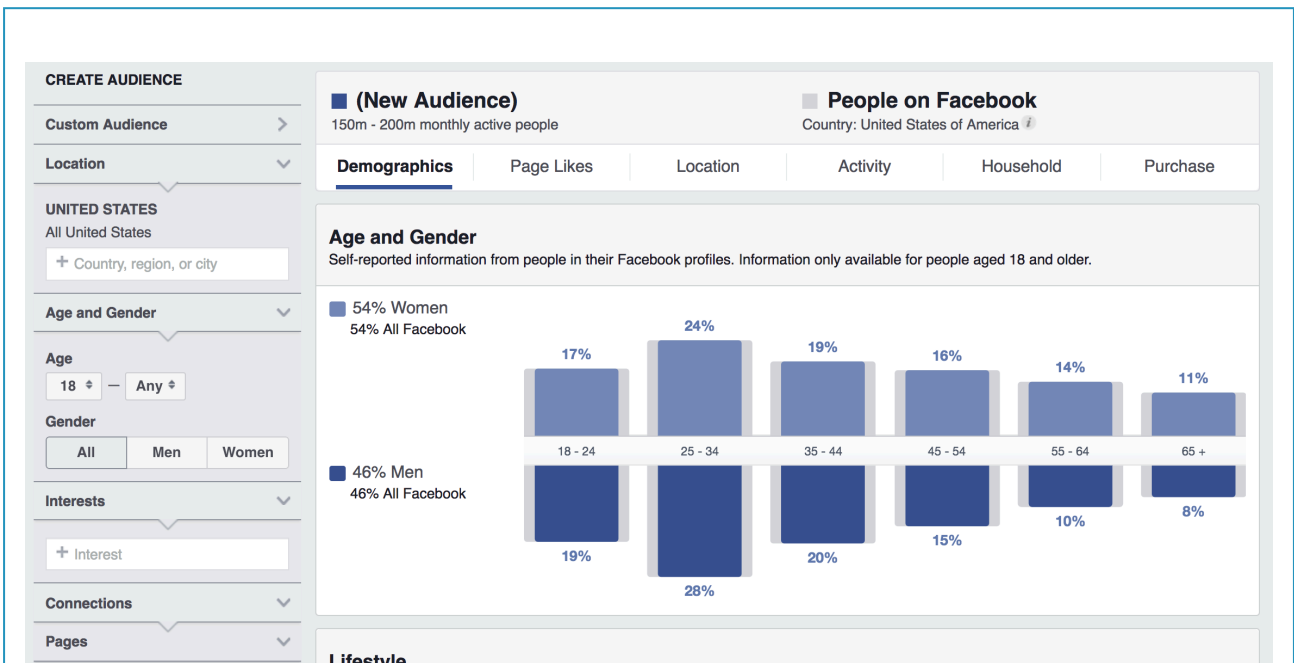 CREATE AUDIENCE
Custom Audience
Location
UNITED STATES
All United States
+ Country, region, or city
Age and Gender
Age
18 — Any
Gender
All Men Women
Interests
+ Interest
Connections
Pages
(New Audience)
150m - 200m monthly active people
People on Facebook
Country: United States of America i
Demographics Page Likes Location Activity Household Purchase
Age and Gender
Self-reported information from people in their Facebook profiles. Information only available for people aged 18 and older.
54% Women
54% All Facebook
17% 24% 19% 16% 14% 11%
18 - 24 25 - 34 35 - 44 45 - 54 55 - 64 65 +
46% Men
46% All Facebook
19% 28% 20% 15% 10% 8%
Lifestyle